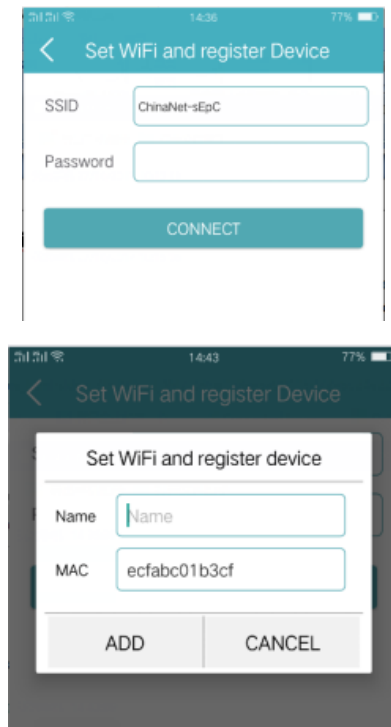 14:36 77%
Set WiFi and register Device
SSID ChinaNet-sEpC
Password
CONNECT
14:43 77%
Set WiFi and register Device
Set WiFi and register device
Name Name
MAC ecfabc01b3cf
ADD CANCEL